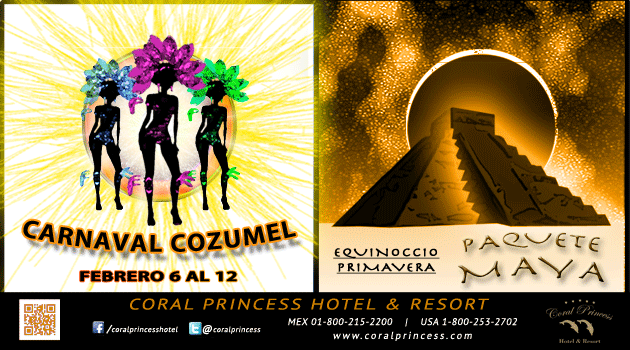 CARNAVAL COZUMEL
FEBRERO 6 AL 12
EQUINOCCIO
PRIMAVERA
PAQUETE
MAYA
CORAL PRINCESS HOTEL & RESORT
/coralprincesshotel @coralprincess
MEX 01-800-215-2200 | USA 1-800-253-2702
www.coralprincess.com
Coral Princess
Hotel & Resort